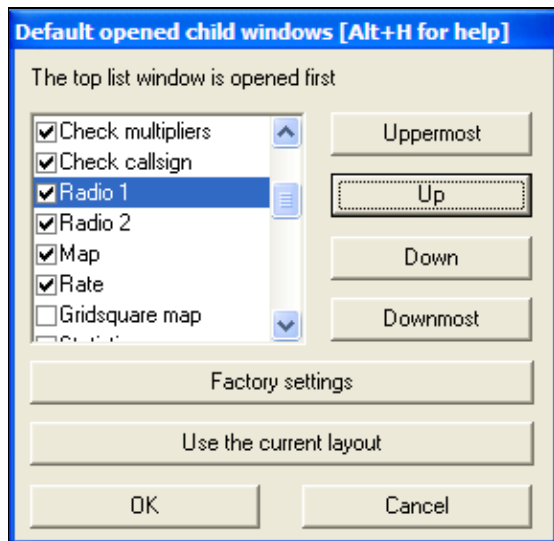 Default opened child windows [Alt+H for help]
The top list window is opened first
Check multipliers
Check callsign
Radio 1
Radio 2
Map
Rate
Gridsquare map
Uppermost
Up
Down
Downmost
Factory settings
Use the current layout
OK
Cancel